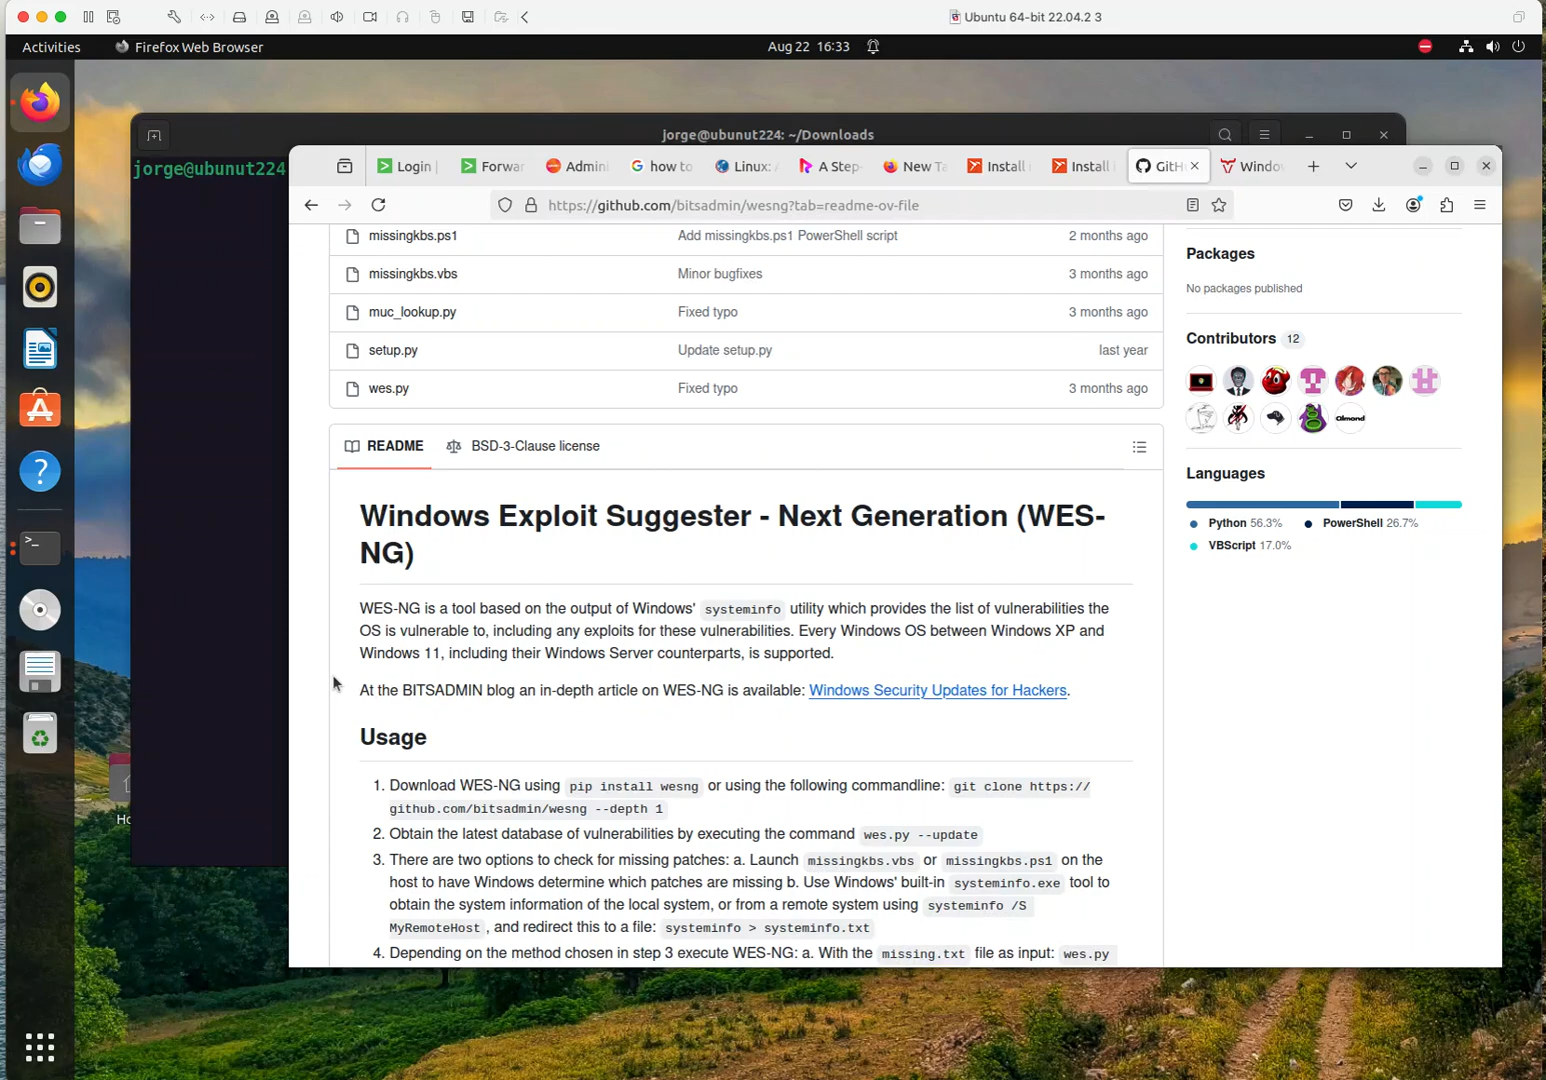 Ubuntu 64-bit 22.04.2 3
Activities
Firefox Web Browser
Aug 22 16:33
jorge@ubunut224: ~/Downloads
jorge@ubunut224
Login
Forwar
Admini
how to
Linux:
A Step-
New Ta
Install
Install
GitH
Windo
https://github.com/bitsadmin/wesng?tab=readme-ov-file
missingkbs.ps1 Add missingkbs.ps1 PowerShell script 2 months ago
missingkbs.vbs Minor bugfixes 3 months ago
muc_lookup.py Fixed typo 3 months ago
setup.py Update setup.py last year
wes.py Fixed typo 3 months ago
README BSD-3-Clause license
Windows Exploit Suggester - Next Generation (WES-
NG)
WES-NG is a tool based on the output of Windows' systeminfo utility which provides the list of vulnerabilities the
OS is vulnerable to, including any exploits for these vulnerabilities. Every Windows OS between Windows XP and
Windows 11, including their Windows Server counterparts, is supported.
At the BITSADMIN blog an in-depth article on WES-NG is available: Windows Security Updates for Hackers.
Usage
1. Download WES-NG using pip install wesng or using the following commandline: git clone https://
github.com/bitsadmin/wesng --depth 1
2. Obtain the latest database of vulnerabilities by executing the command wes.py --update
3. There are two options to check for missing patches: a. Launch missingkbs.vbs or missingkbs.ps1 on the
host to have Windows determine which patches are missing b. Use Windows' built-in systeminfo.exe tool to
obtain the system information of the local system, or from a remote system using systeminfo /S
MyRemoteHost , and redirect this to a file: systeminfo > systeminfo.txt
4. Depending on the method chosen in step 3 execute WES-NG: a. With the missing.txt file as input: wes.py
Packages
No packages published
Contributors 12
Almond
Languages
Python 56.3% PowerShell 26.7%
VBScript 17.0%
Ho